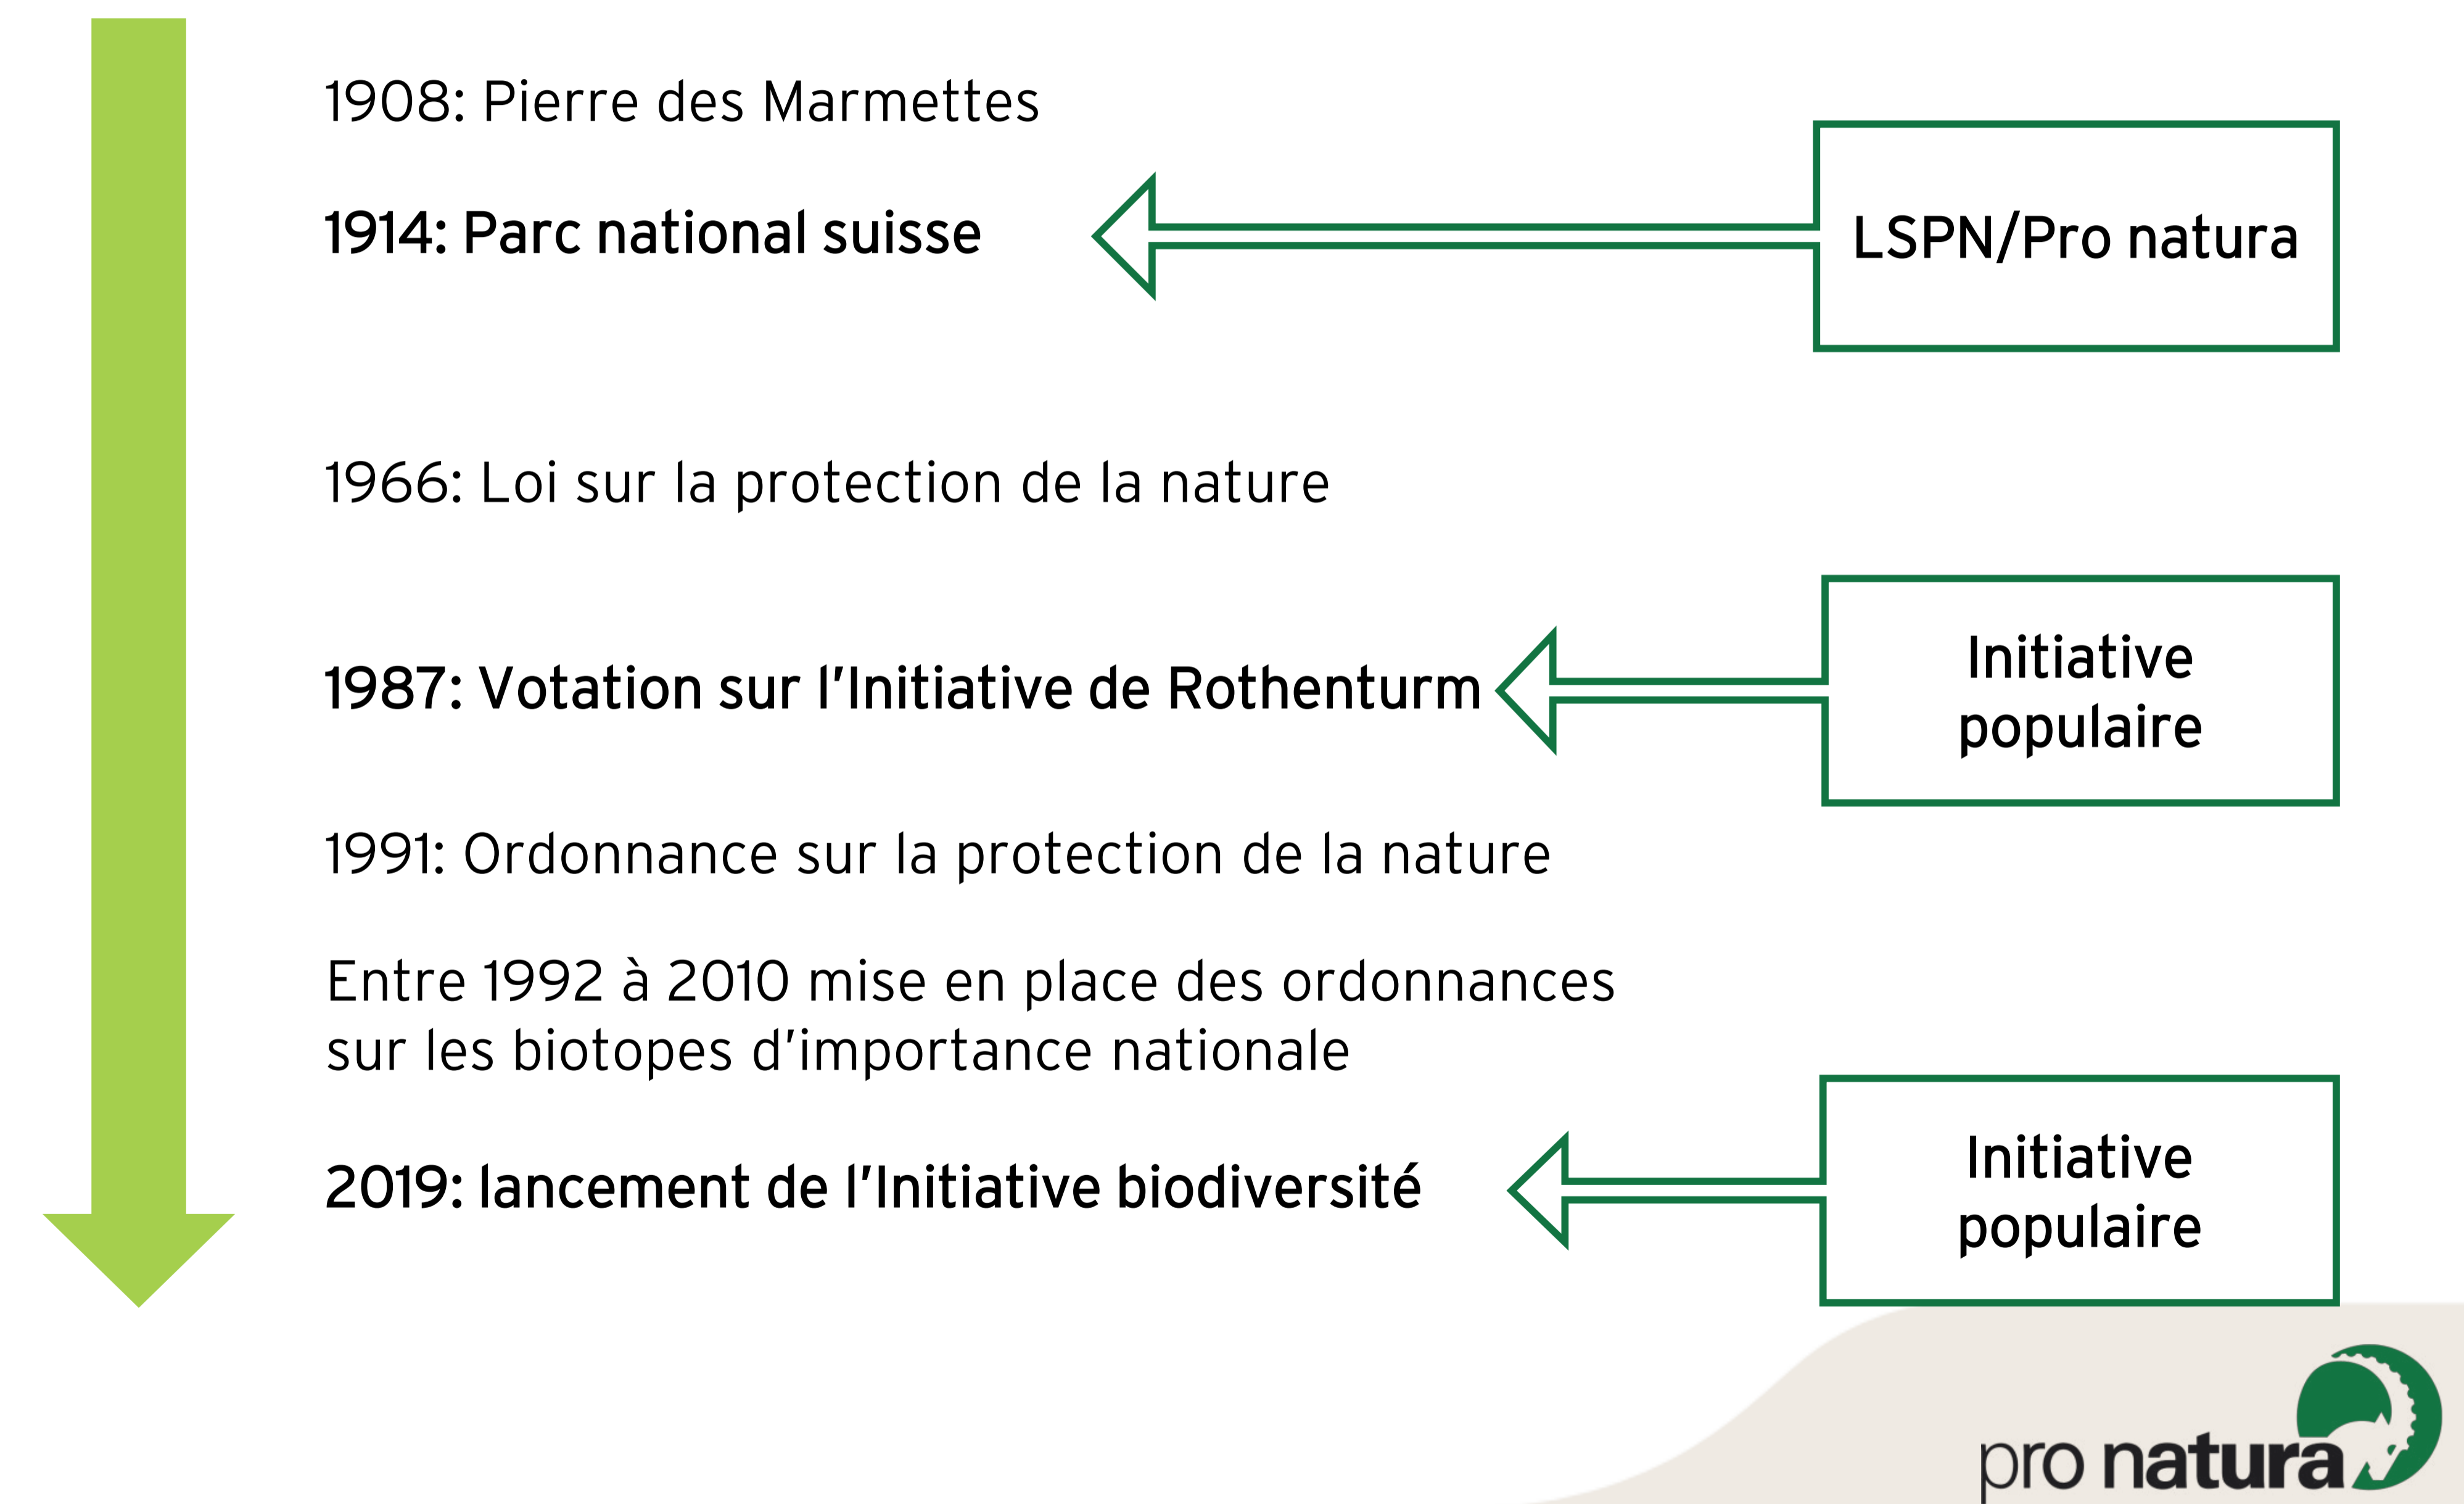 1908: Pierre des Marmettes
1914: Parc national suisse
LSPN/Pro natura
1966: Loi sur la protection de la nature
1987: Votation sur l'Initiative de Rothenturm
Initiative
populaire
1991: Ordonnance sur la protection de la nature
Entre 1992 à 2010 mise en place des ordonnances
sur les biotopes d'importance nationale
2019: lancement de l'Initiative biodiversité
Initiative
populaire
pro natura